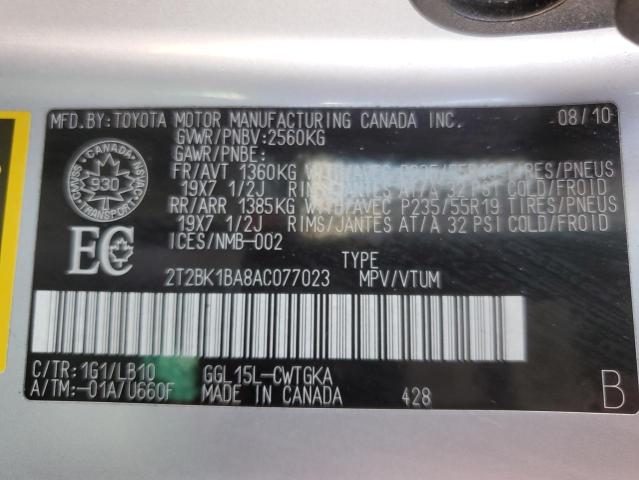 MFD.BY:TOYOTA MOTOR MANUFACTURING CANADA INC. 08/10
GVWR/PNBV:2560KG
GAWR/PNBE:
FR/AVT 1360KG TIRES/PNEUS
19X7 1/2J RIMS/JANTES AT/A 32 PSI COLD/FROID
RR/ARR 1385KG WITH/AVEC P235/55R19 TIRES/PNEUS
19X7 1/2J RIMS/JANTES AT/A 32 PSI COLD/FROID
ICES/NMB-002
CANADA
930
TRANSPORT
EC
TYPE
2T2BK1BA8AC077023 MPV/VTUM
C/TR: 1G1/LB10 GGL15L-CWTGKA
A/TM:-01A/U660F MADE IN CANADA 428 B